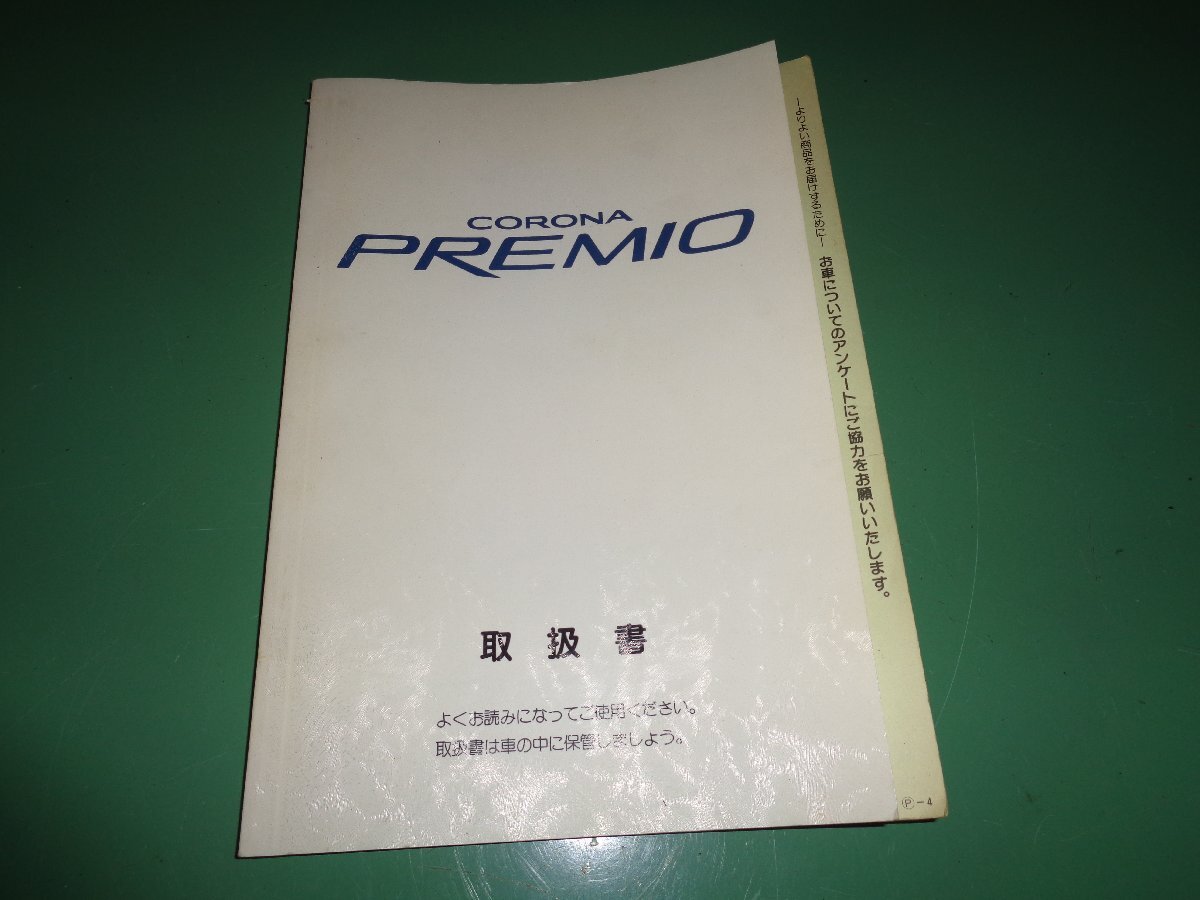 CORONA
PREMIO
取扱書
よくお読みになってご使用ください。
取扱書は車の中に保管しましょう。
ーよりよい商品をお届けするためにー お車についてのアンケートにご協力をお願いいたします。
Ⓟ－4